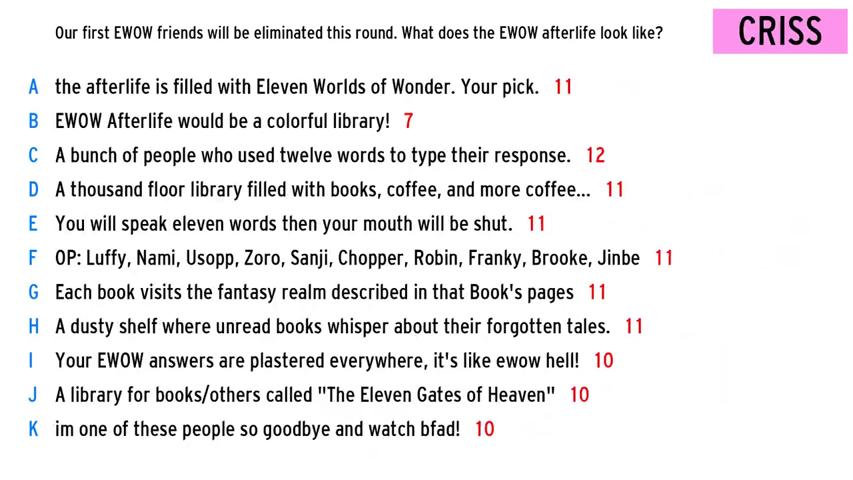 Our first EWOW friends will be eliminated this round. What does the EWOW afterlife look like?
CRISS
A the afterlife is filled with Eleven Worlds of Wonder. Your pick. 11
B EWOW Afterlife would be a colorful library! 7
C A bunch of people who used twelve words to type their response. 12
D A thousand floor library filled with books, coffee, and more coffee... 11
E You will speak eleven words then your mouth will be shut. 11
F OP: Luffy, Nami, Usopp, Zoro, Sanji, Chopper, Robin, Franky, Brooke, Jinbe 11
G Each book visits the fantasy realm described in that Book's pages 11
H A dusty shelf where unread books whisper about their forgotten tales. 11
I Your EWOW answers are plastered everywhere, it's like ewow hell! 10
J A library for books/others called "The Eleven Gates of Heaven" 10
K im one of these people so goodbye and watch bfad! 10